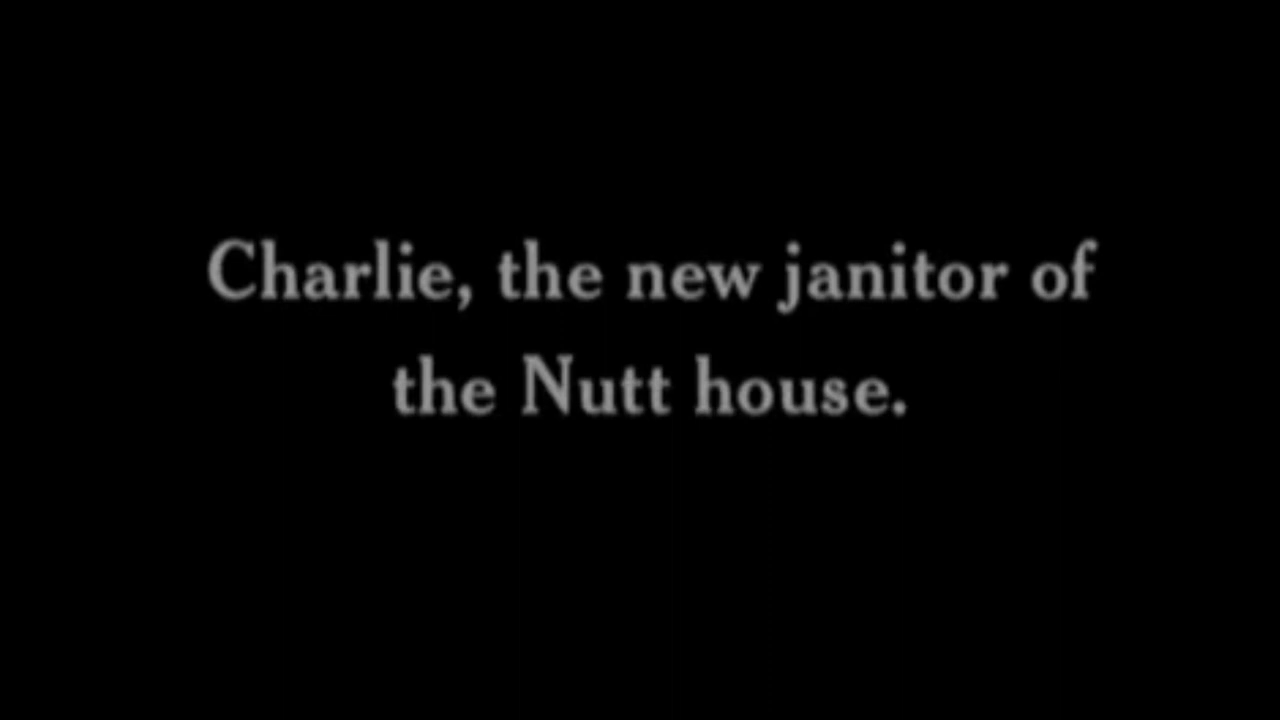 Charlie, the new janitor of
the Nutt house.